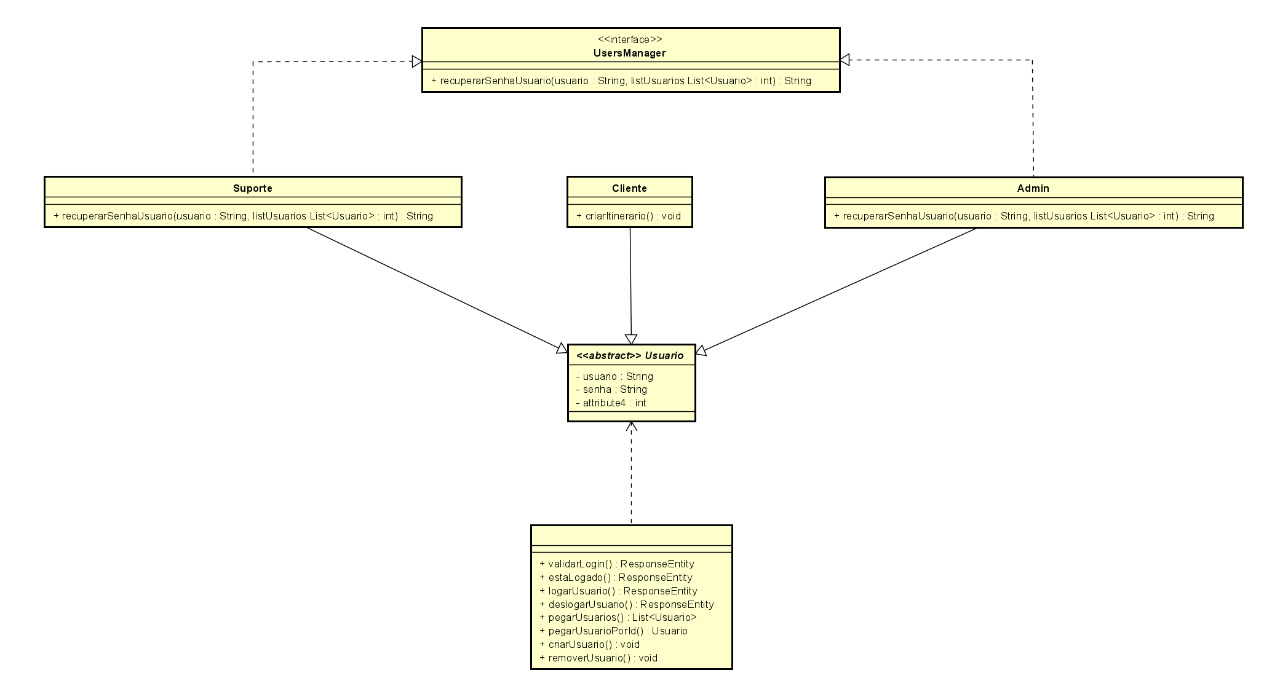 <<interface>>
UsersManager
+ recuperarSenhaUsuario(usuario : String, listUsuarios List<Usuario> : int) : String
Suporte
+ recuperarSenhaUsuario(usuario : String, listUsuarios List<Usuario> : int) : String
Cliente
+ criarItinerario() : void
Admin
+ recuperarSenhaUsuario(usuario : String, listUsuarios List<Usuario> : int) : String
<<abstract>> Usuario
- usuario : String
- senha : String
- attribute4 : int
+ validarLogin() : ResponseEntity
+ estaLogado() : ResponseEntity
+ logarUsuario() : ResponseEntity
+ deslogarUsuario() : ResponseEntity
+ pegarUsuarios() : List<Usuario>
+ pegarUsuarioPorId() : Usuario
+ criarUsuario() : void
+ removerUsuario() : void